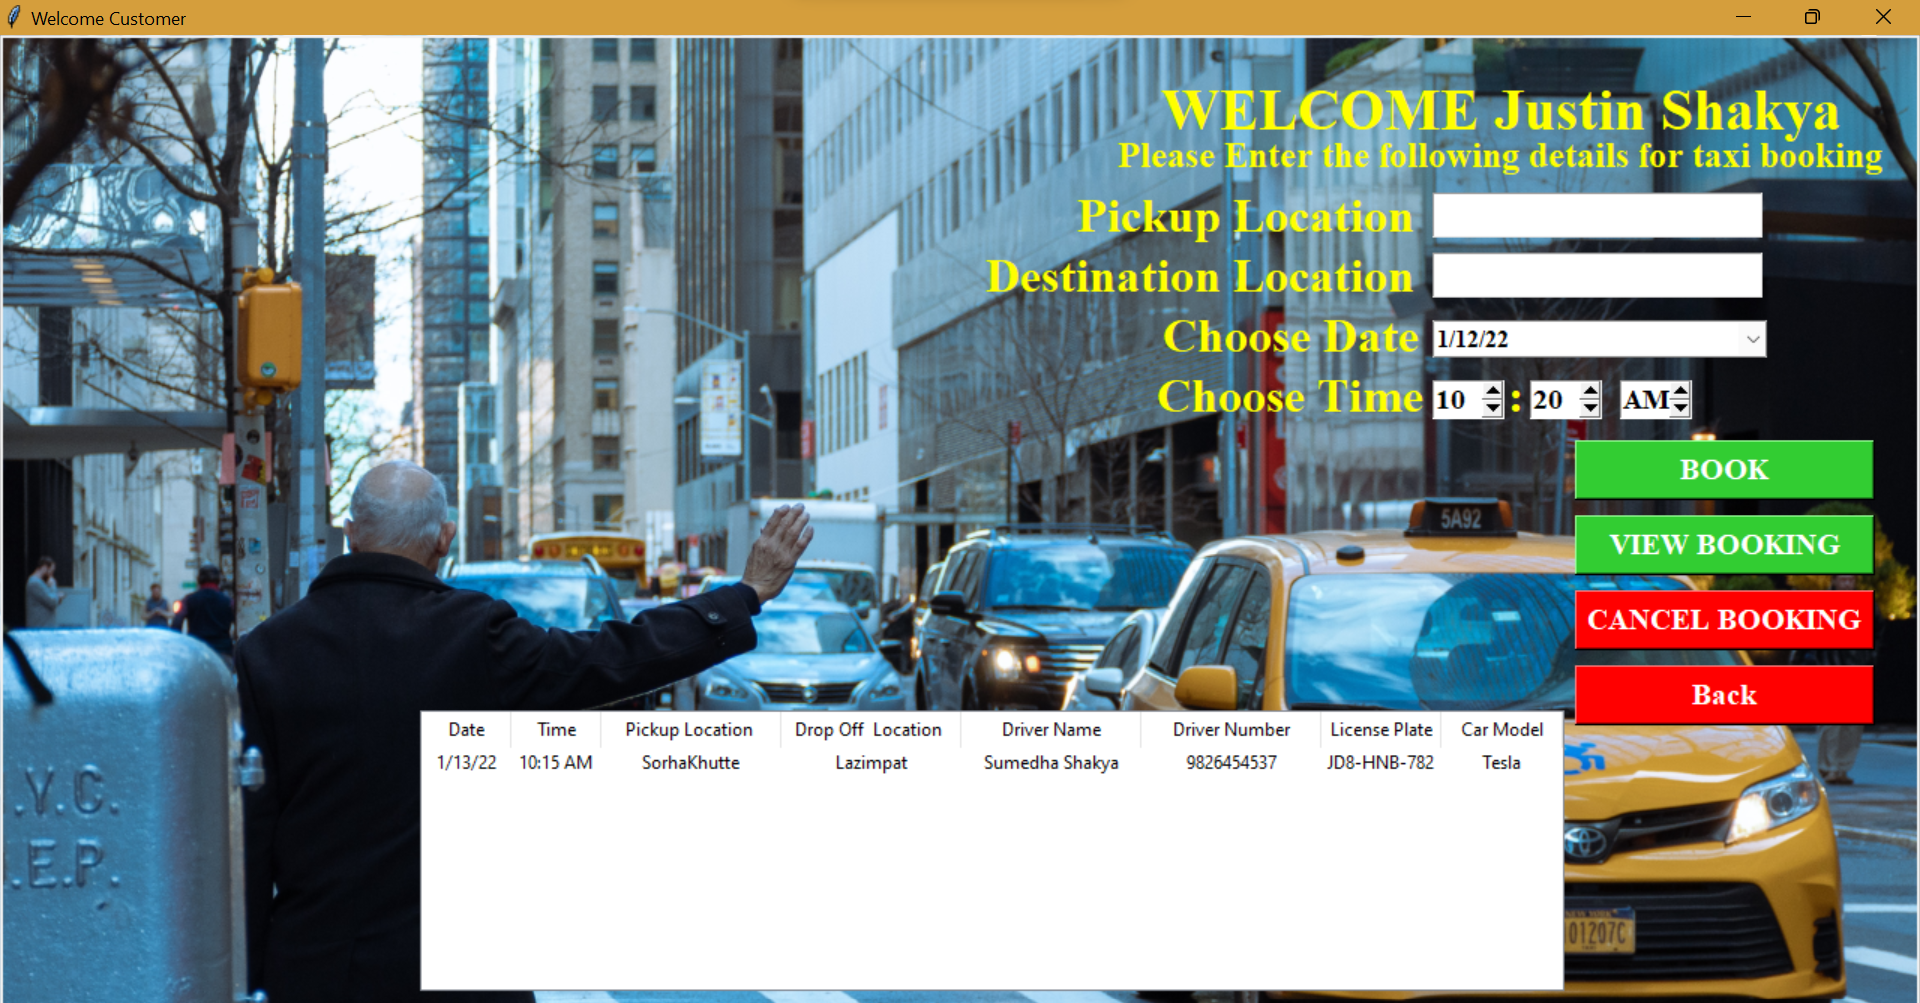 Welcome Customer
WELCOME Justin Shakya
Please Enter the following details for taxi booking
Pickup Location
Destination Location
Choose Date 1/12/22
Choose Time 10 : 20 AM
BOOK
5A92
VIEW BOOKING
CANCEL BOOKING
Back
Date Time Pickup Location Drop Off Location Driver Name Driver Number License Plate Car Model
1/13/22 10:15 AM SorhaKhutte Lazimpat Sumedha Shakya 9826454537 JD8-HNB-782 Tesla
.Y.C.
.E.P.
NEW YORK
01207C